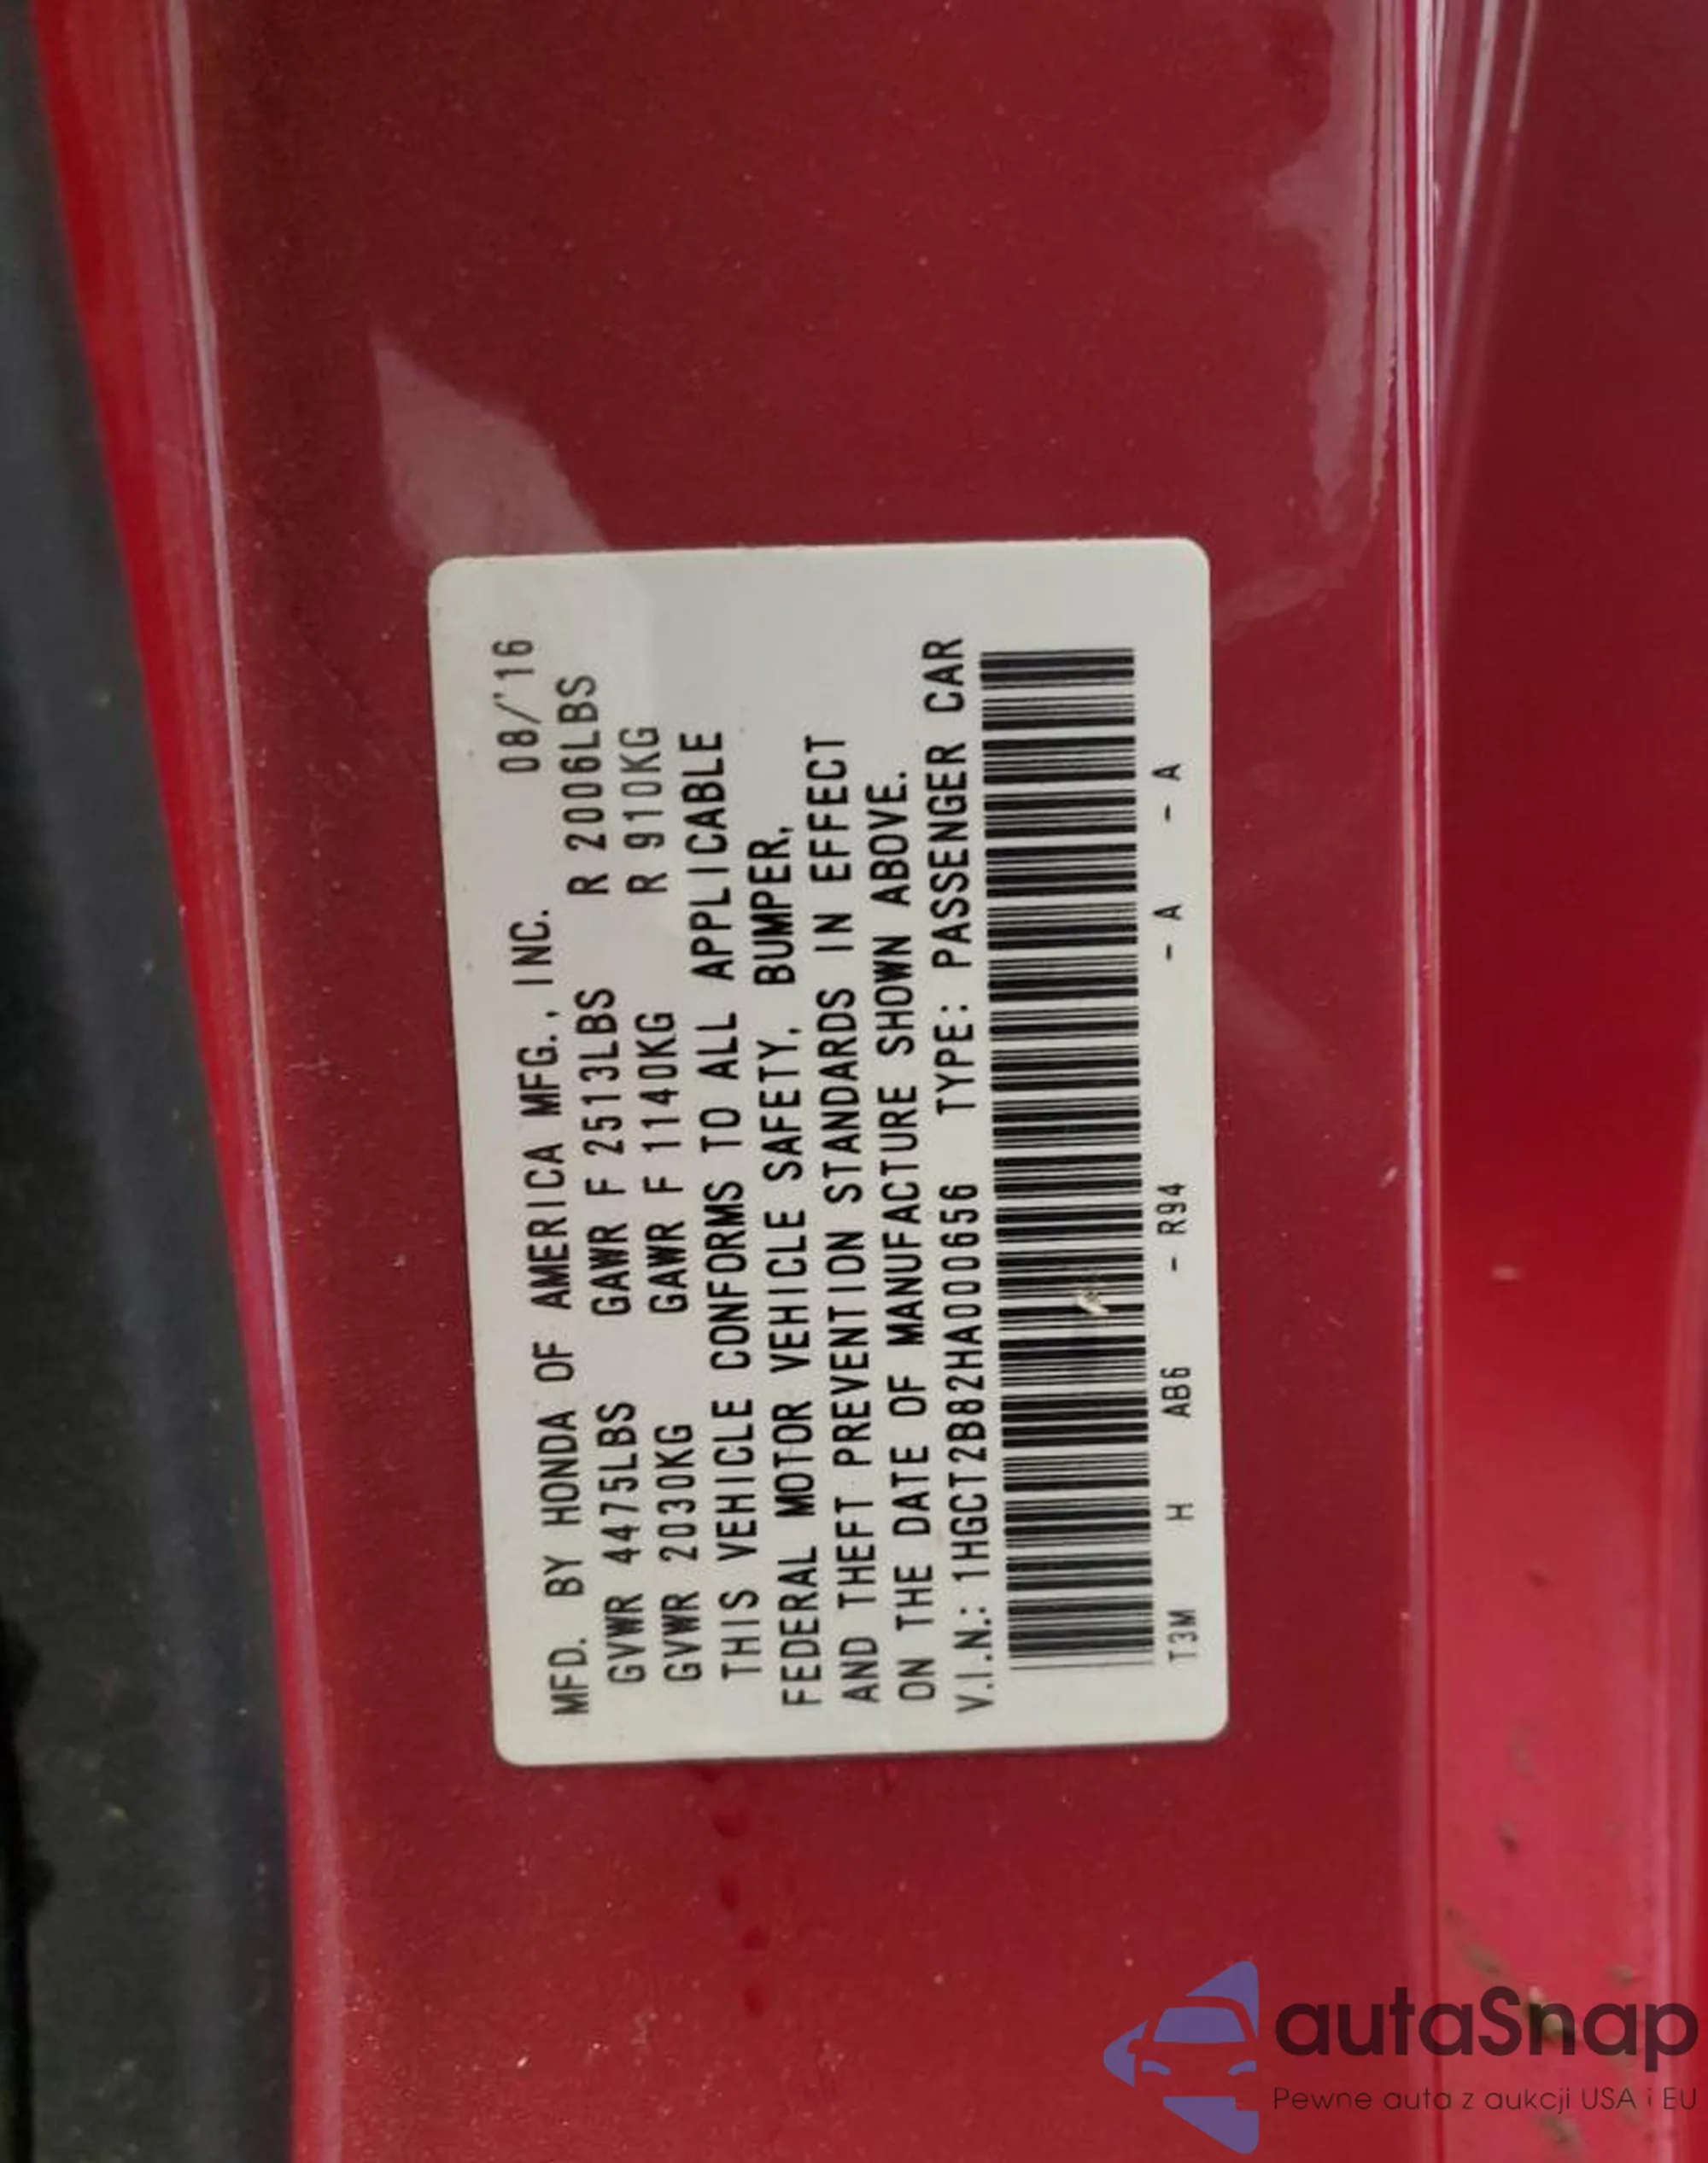 MFD. BY HONDA OF AMERICA MFG., INC. 08/'16
GVWR 4475LBS GAWR F 2513LBS R 2006LBS
GVWR 2030KG GAWR F 1140KG R 910KG
THIS VEHICLE CONFORMS TO ALL APPLICABLE
FEDERAL MOTOR VEHICLE SAFETY, BUMPER,
AND THEFT PREVENTION STANDARDS IN EFFECT
ON THE DATE OF MANUFACTURE SHOWN ABOVE.
V.I.N.: 1HGCT2B82HA000656 TYPE: PASSENGER CAR
T3M H AB6 - R94 - A - A
autaSnap
Pewne auta z aukcji USA i EU